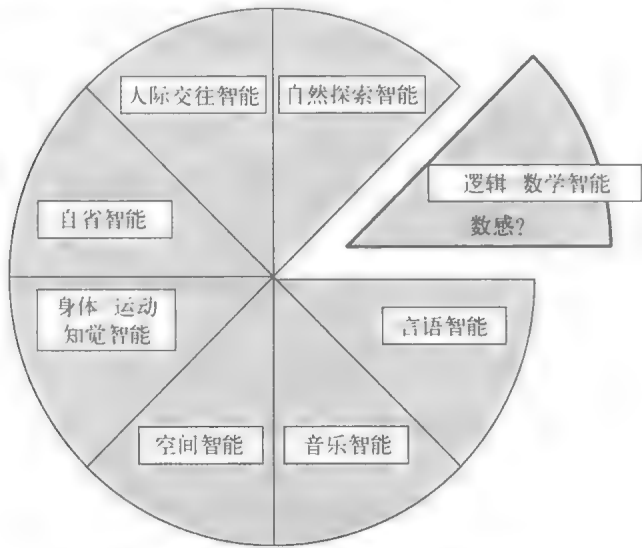 人际交往智能
自然探索智能
逻辑 数学智能
数感?
自省智能
身体 运动
知觉智能
言语智能
空间智能
音乐智能